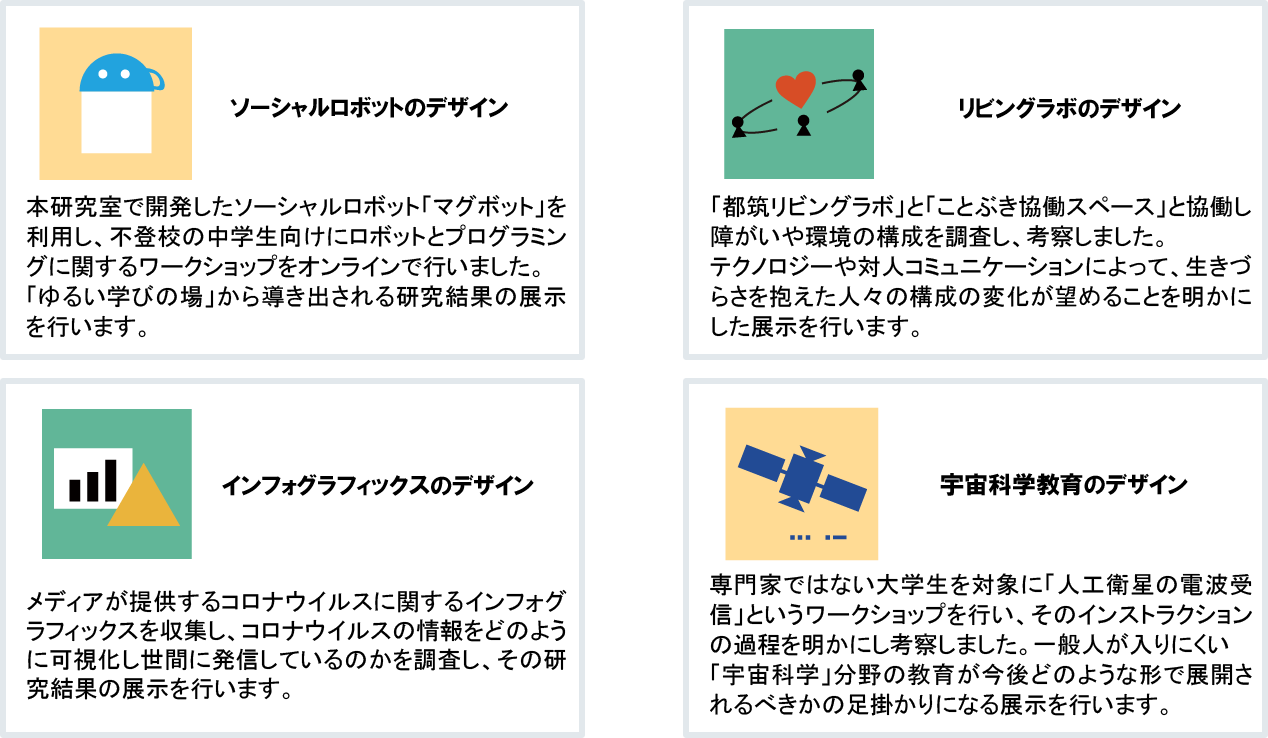 ソーシャルロボットのデザイン
本研究室で開発したソーシャルロボット「マグボット」を
利用し、不登校の中学生向けにロボットとプログラミン
グに関するワークショップをオンラインで行いました。
「ゆるい学びの場」から導き出される研究結果の展示
を行います。
リビングラボのデザイン
「都筑リビングラボ」と「ことぶき協働スペース」と協働し
障がいや環境の構成を調査し、考察しました。
テクノロジーや対人コミュニケーションによって、生きづ
らさを抱えた人々の構成の変化が望めることを明かに
した展示を行います。
インフォグラフィックスのデザイン
メディアが提供するコロナウイルスに関するインフォグ
ラフィックスを収集し、コロナウイルスの情報をどのよう
に可視化し世間に発信しているのかを調査し、その研
究結果の展示を行います。
宇宙科学教育のデザイン
専門家ではない大学生を対象に「人工衛星の電波受
信」というワークショップを行い、そのインストラクション
の過程を明かにし考察しました。一般人が入りにくい
「宇宙科学」分野の教育が今後どのような形で展開さ
れるべきかの足掛かりになる展示を行います。